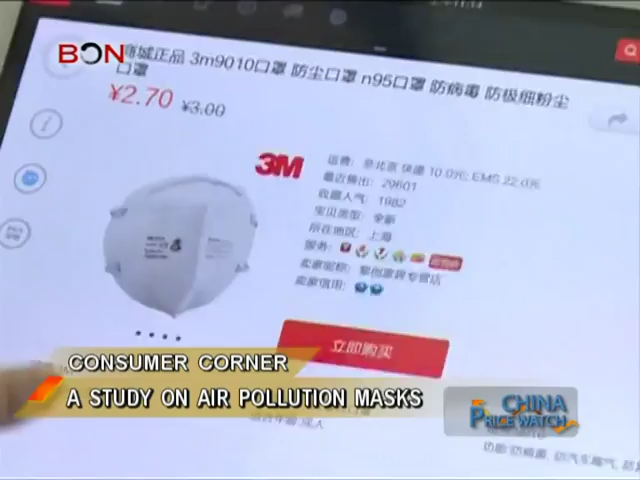 BON
商城正品 3m9010口罩 防尘口罩 n95口罩 防病毒 防极细粉尘
口罩
¥2.70 ¥3.00
3M
运费: 至北京 快递 10.0元; EMS 22.0元
最近售出: 29601
收藏人气: 1982
宝贝类型: 全新
所在地区: 上海
服务:
卖家昵称:
卖家信用:
立即购买
CONSUMER CORNER
A STUDY ON AIR POLLUTION MASKS
CHINA
PRICE WATCH